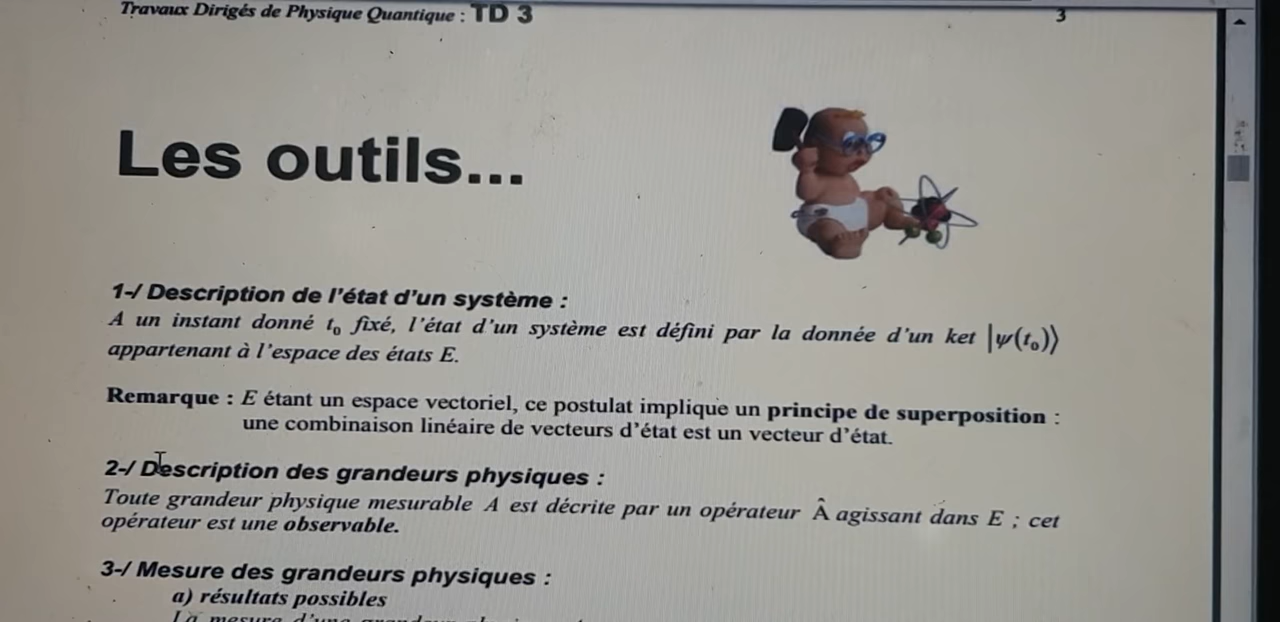 Travaux Dirigés de Physique Quantique : TD 3
3
Les outils...
1-/ Description de l'état d'un système :
A un instant donné t₀ fixé, l'état d'un système est défini par la donnée d'un ket |ψ(t₀)⟩
appartenant à l'espace des états E.
Remarque : E étant un espace vectoriel, ce postulat implique un principe de superposition :
une combinaison linéaire de vecteurs d'état est un vecteur d'état.
2-/ Description des grandeurs physiques :
Toute grandeur physique mesurable A est décrite par un opérateur Â agissant dans E ; cet
opérateur est une observable.
3-/ Mesure des grandeurs physiques :
a) résultats possibles
La mesure d'une